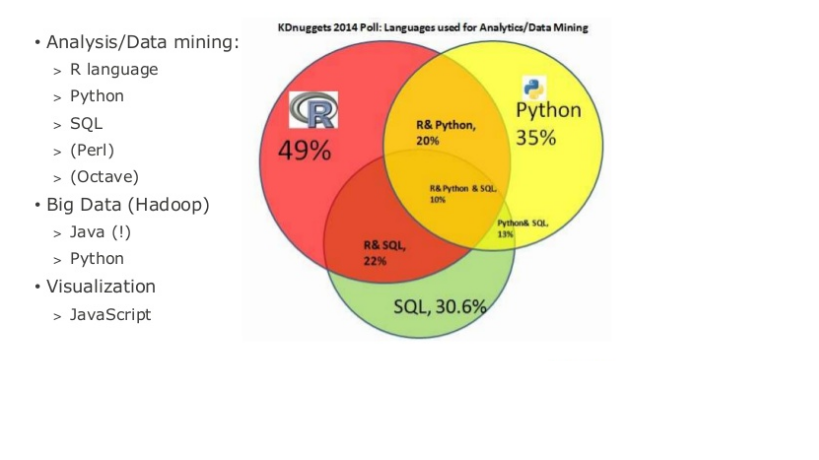 • Analysis/Data mining:
> R language
> Python
> SQL
> (Perl)
> (Octave)
• Big Data (Hadoop)
> Java (!)
> Python
• Visualization
> JavaScript
KDnuggets 2014 Poll: Languages used for Analytics/Data Mining
R
49%
R& Python,
20%
Python
35%
R& Python & SQL,
10%
Python& SQL,
13%
R& SQL,
22%
SQL, 30.6%